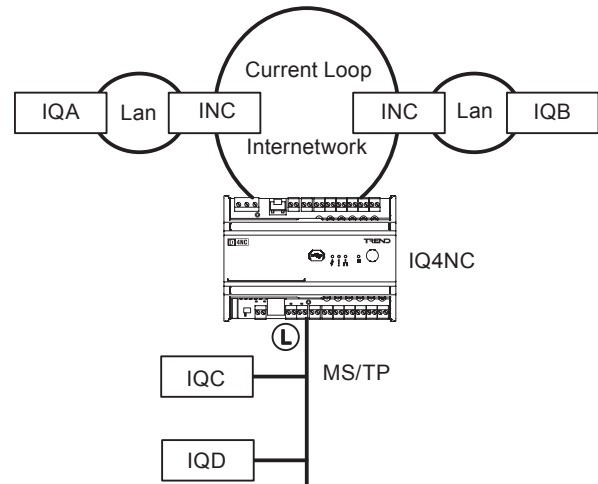 Current Loop
IQA Lan INC INC Lan IQB
Internetwork
IQ4NC
TREND
IQ4NC
L
IQC
MS/TP
IQD